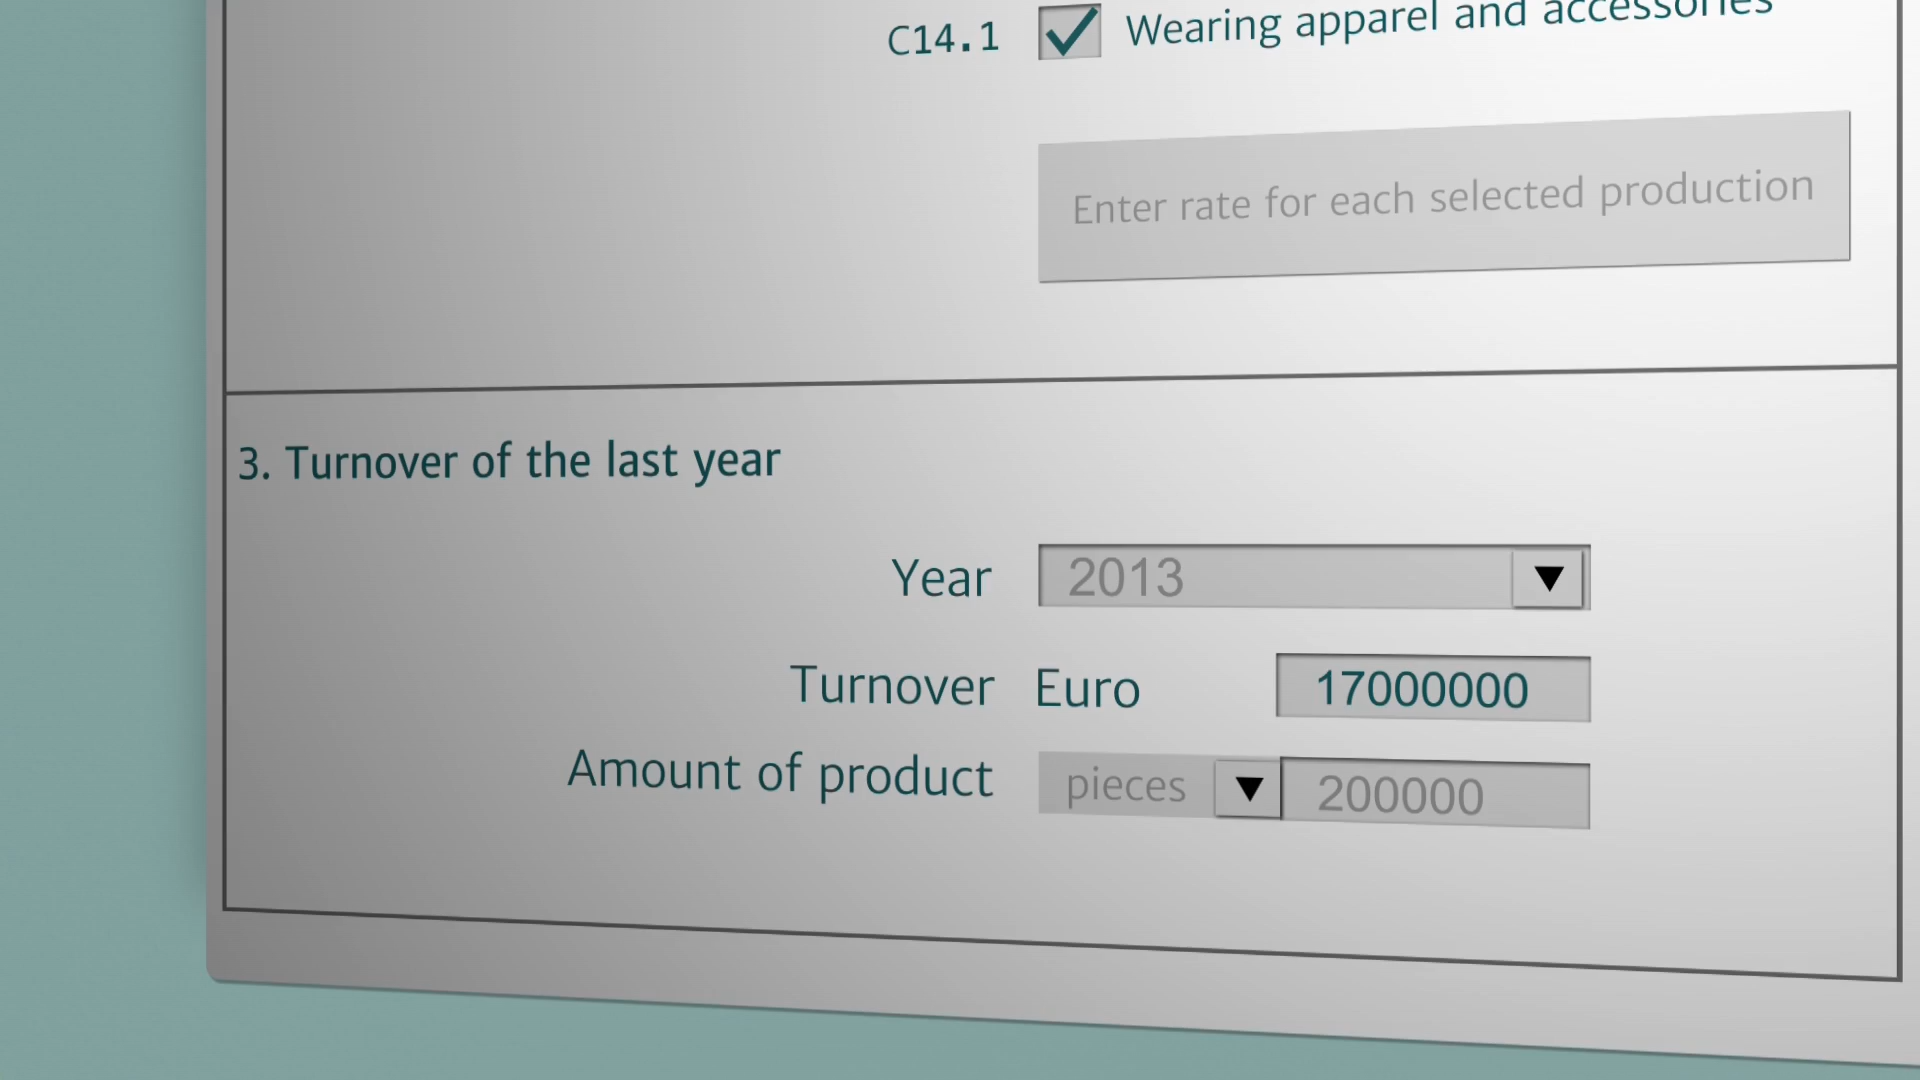 C14.1 Wearing apparel and accessories
Enter rate for each selected production
3. Turnover of the last year
Year 2013
Turnover Euro 17000000
Amount of product pieces 200000